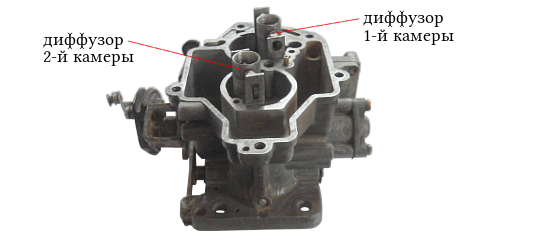 диффузор
1-й камеры
диффузор
2-й камеры